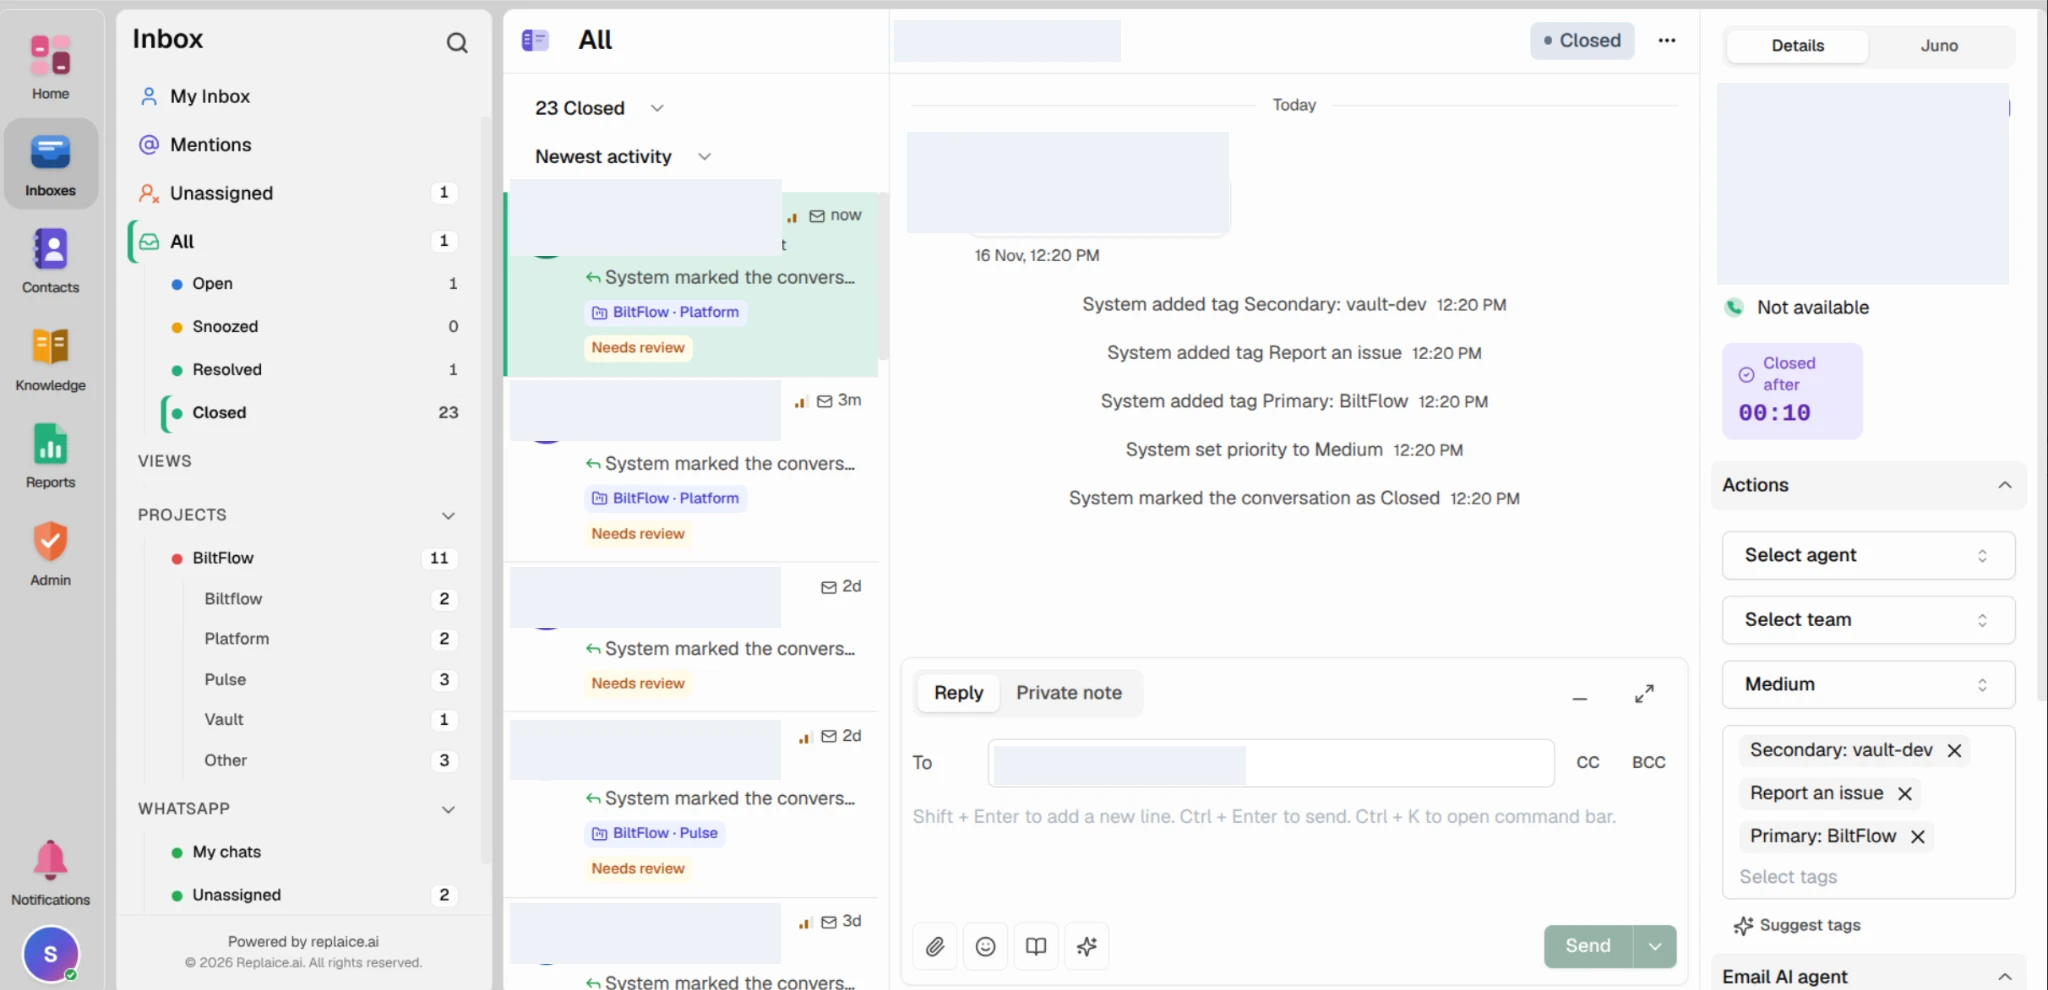 Home
Inboxes
Contacts
Knowledge
Reports
Admin
Notifications
S
Inbox
My Inbox
Mentions
Unassigned 1
All 1
Open 1
Snoozed 0
Resolved 1
Closed 23
VIEWS
PROJECTS
BiltFlow 11
Biltflow 2
Platform 2
Pulse 3
Vault 1
Other 3
WHATSAPP
My chats
Unassigned 2
Powered by replaice.ai
© 2026 Replaice.ai. All rights reserved.
All
23 Closed
Newest activity
now
t
System marked the convers...
BiltFlow · Platform
Needs review
3m
System marked the convers...
BiltFlow · Platform
Needs review
2d
System marked the convers...
Needs review
2d
System marked the convers...
BiltFlow · Pulse
Needs review
3d
System marked the convers...
Closed
Today
16 Nov, 12:20 PM
System added tag Secondary: vault-dev 12:20 PM
System added tag Report an issue 12:20 PM
System added tag Primary: BiltFlow 12:20 PM
System set priority to Medium 12:20 PM
System marked the conversation as Closed 12:20 PM
Reply Private note
To CC BCC
Shift + Enter to add a new line. Ctrl + Enter to send. Ctrl + K to open command bar.
Send
Details Juno
Not available
Closed
after
00:10
Actions
Select agent
Select team
Medium
Secondary: vault-dev
Report an issue
Primary: BiltFlow
Select tags
Suggest tags
Email AI agent